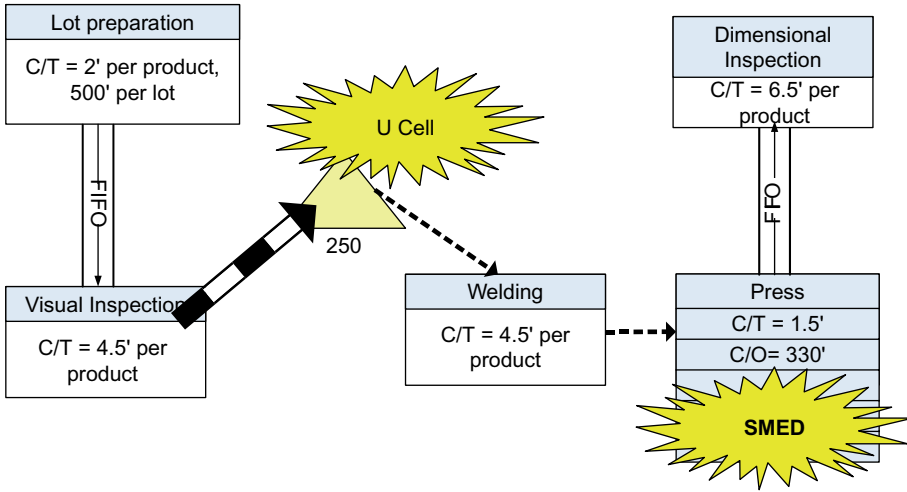 Lot preparation
C/T = 2' per product,
500' per lot
FIFO
Visual Inspection
C/T = 4.5' per
product
U Cell
250
Welding
C/T = 4.5' per
product
Dimensional
Inspection
C/T = 6.5' per
product
FIFO
Press
C/T = 1.5'
C/O= 330'
SMED